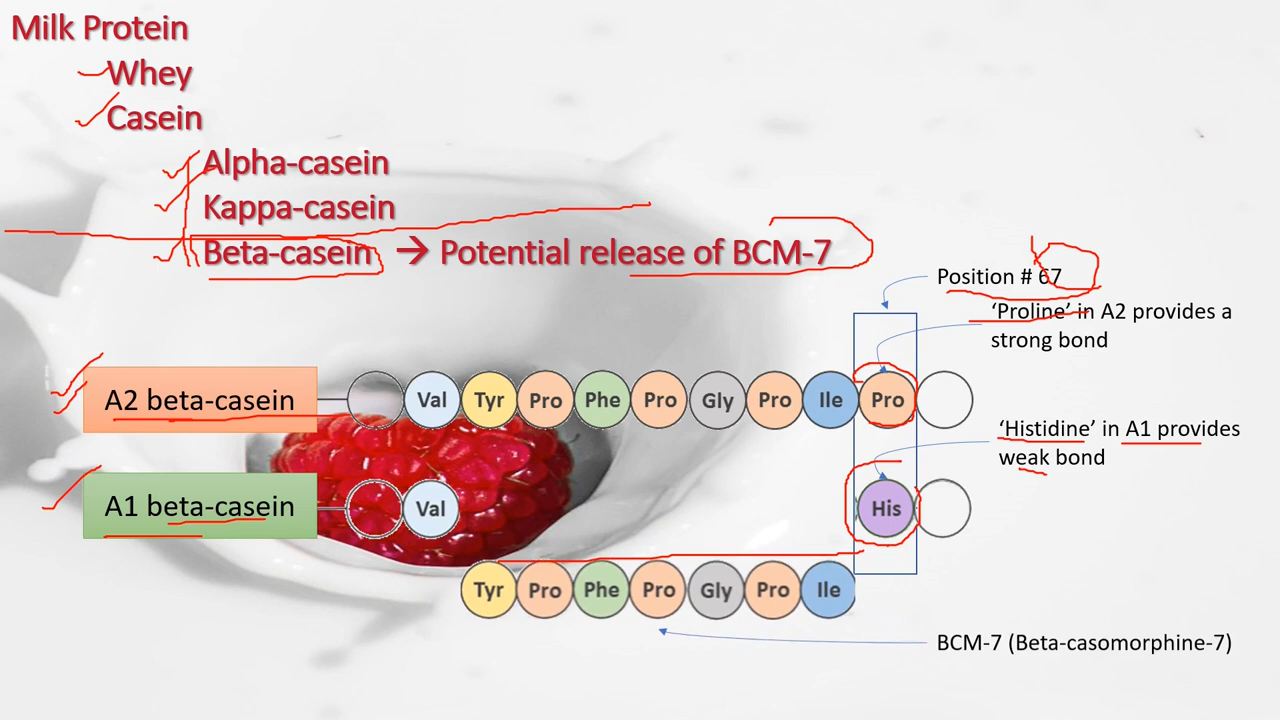 Milk Protein
Whey
Casein
Alpha-casein
Kappa-casein
Beta-casein → Potential release of BCM-7
Position # 67
‘Proline’ in A2 provides a
strong bond
A2 beta-casein Val Tyr Pro Phe Pro Gly Pro Ile Pro
‘Histidine’ in A1 provides
weak bond
A1 beta-casein Val His
Tyr Pro Phe Pro Gly Pro Ile
BCM-7 (Beta-casomorphine-7)